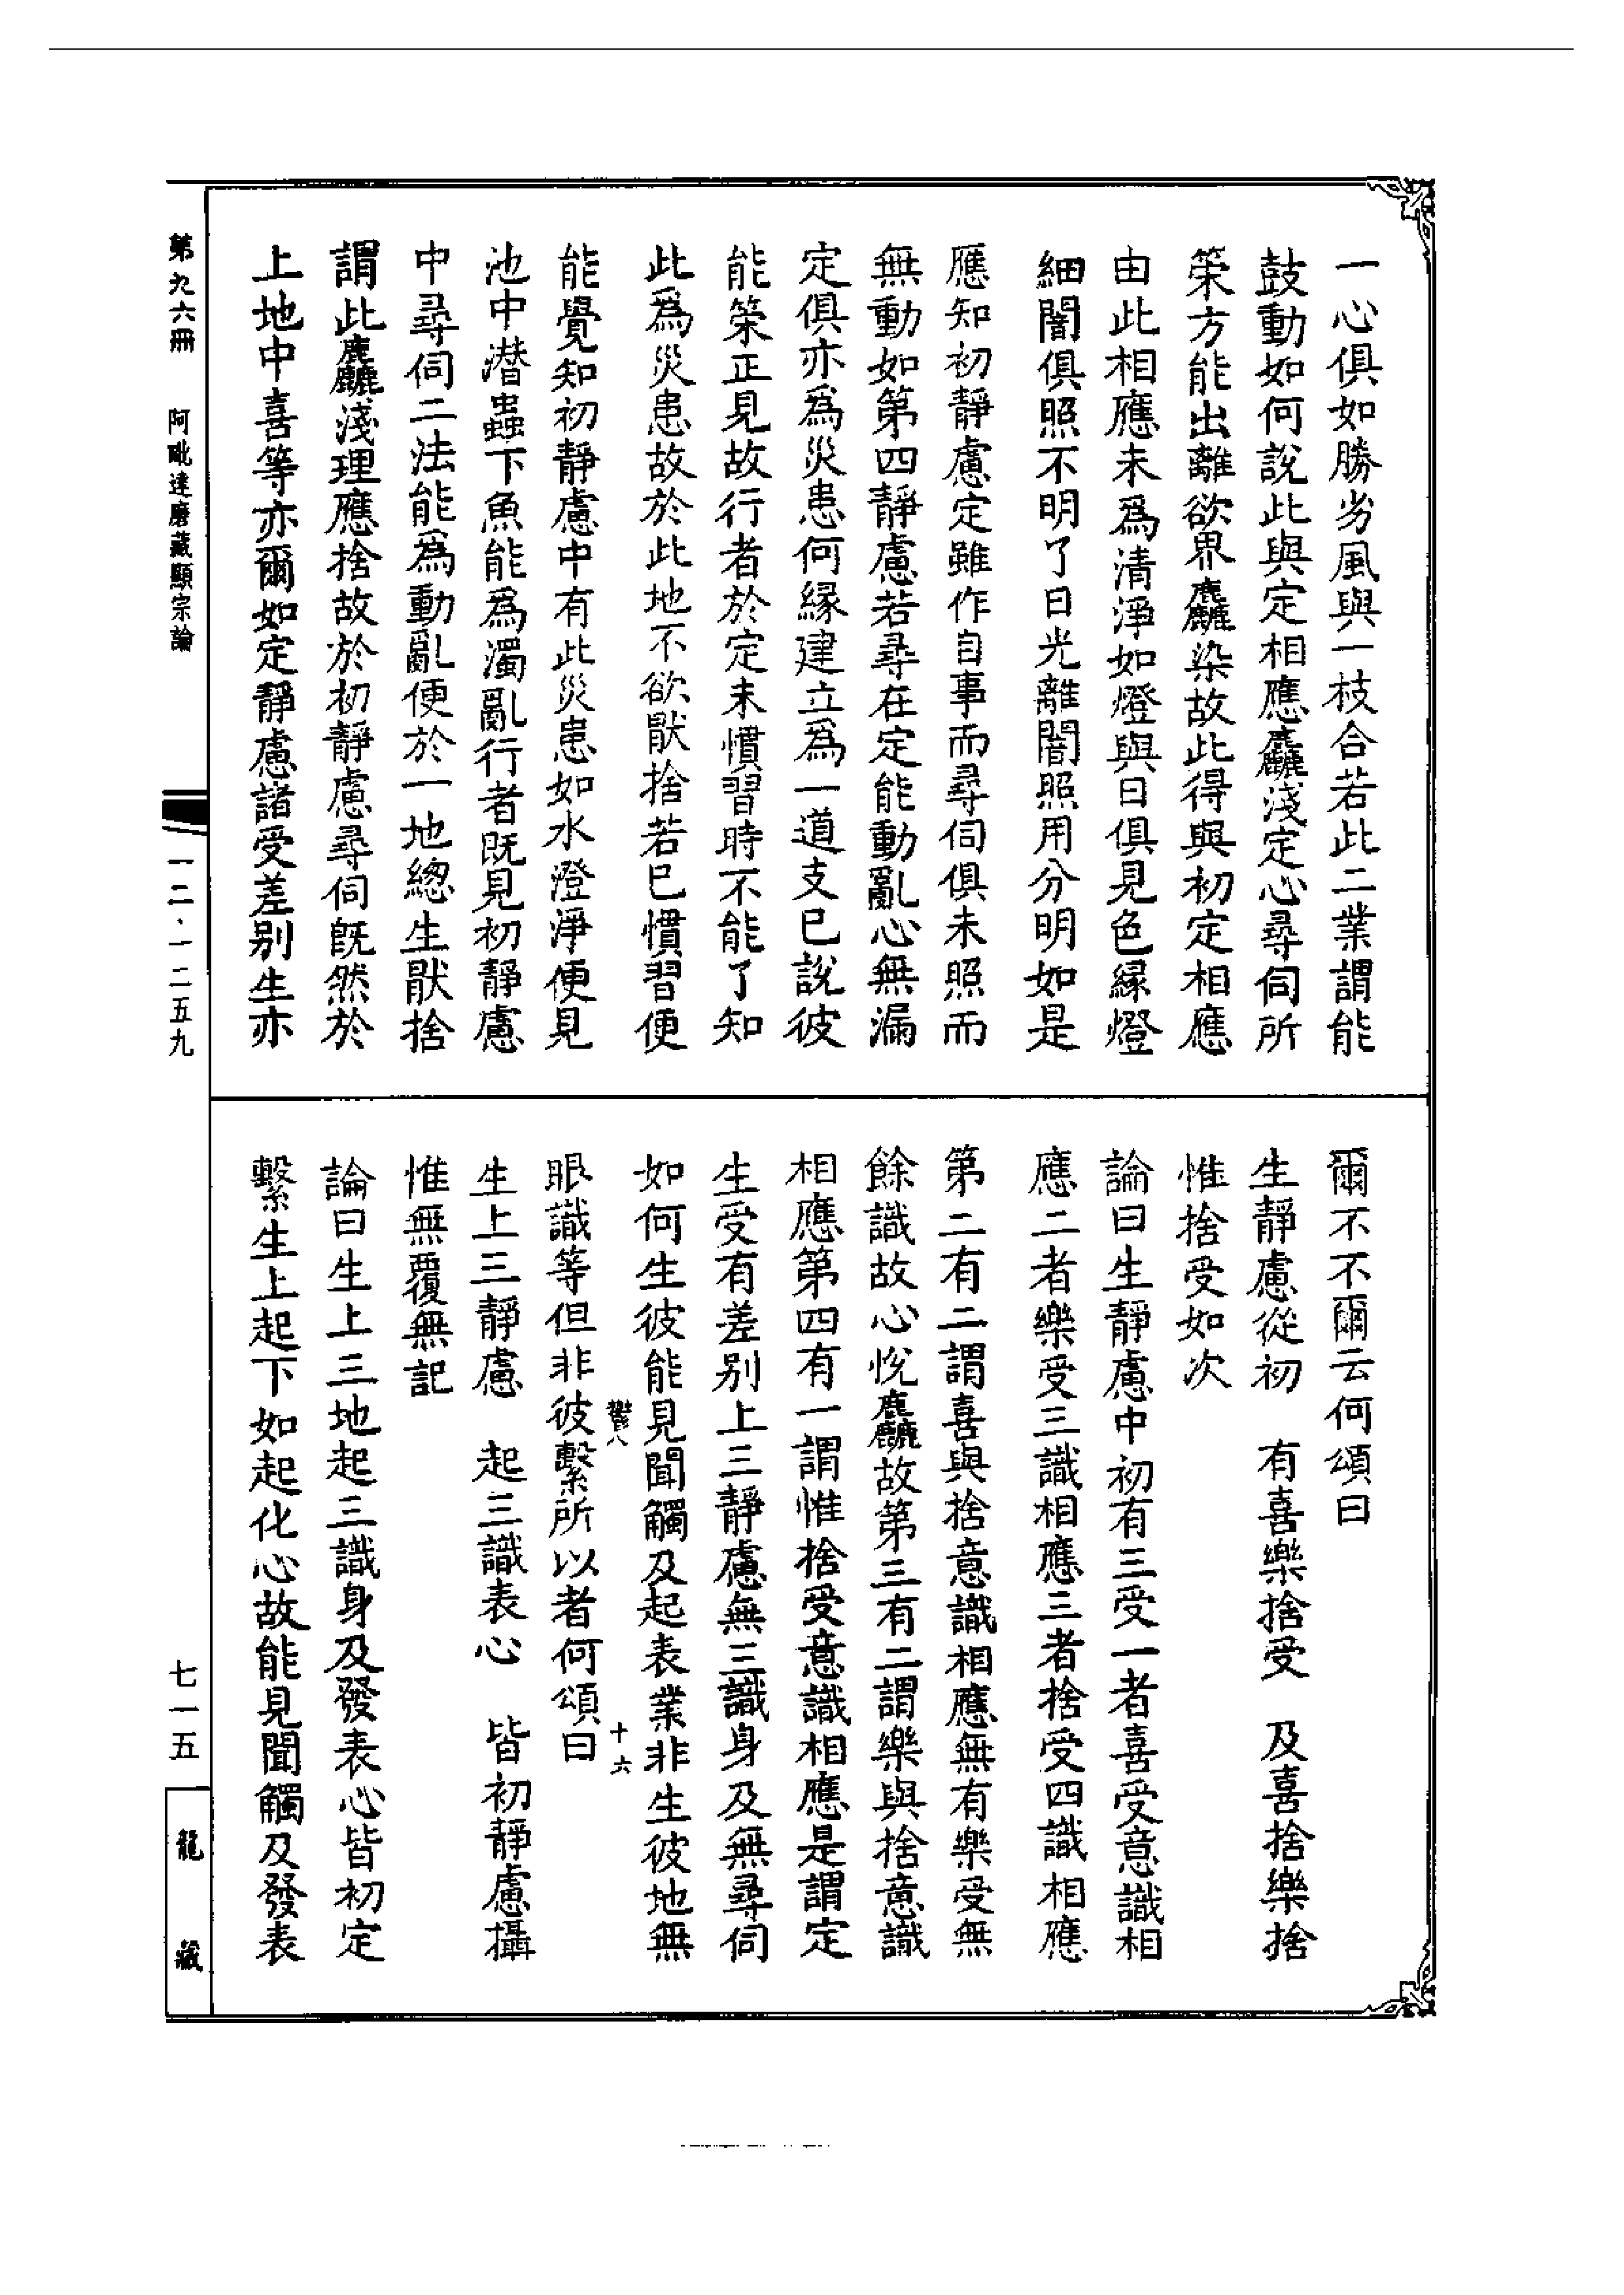 一心俱如勝劣風與一枝合若此二業謂能
鼓動如何說此與定相應麤淺定心尋伺所
策方能出離欲界麤染故此得與初定相應
由此相應未爲清淨如燈與日俱見色緣燈
細闇俱照不明了日光離闇照用分明如是
應知初靜慮定雖作自事而尋伺俱未照而
無動如第四靜慮若尋在定能動亂心無漏
定俱亦爲災患何緣建立爲一道支已說彼
能策正見故行者於定未慣習時不能了知
此爲災患故於此地不欲猒捨若已慣習便
能覺知初靜慮中有此災患如水澄淨便見
池中潛蟲下魚能爲濁亂行者既見初靜慮
中尋伺二法能爲動亂便於一地緫生猒捨
謂此麤淺理應捨故於初靜慮尋伺既然於
上地中喜等亦爾如定靜慮諸受差別生亦
爾不不爾云何頌曰
生靜慮從初　有喜樂捨受　及喜捨樂捨
惟捨受如次
論曰生靜慮中初有三受一者喜受意識相
應二者樂受三識相應三者捨受四識相應
第二有二謂喜與捨意識相應無有樂受無
餘識故心悅麤故第三有二謂樂與捨意識
相應第四有一謂惟捨受意識相應是謂定
生受有差別上三靜慮無三識身及無尋伺
如何生彼能見聞觸及起表業非生彼地無
鬱八　十六
眼識等但非彼繫所以者何頌曰
生上三靜慮　起三識表心　皆初靜慮攝
惟無覆無記
論曰生上三地起三識身及發表心皆初定
繫生上起下如起化心故能見聞觸及發表
第九六冊　阿毗達磨藏顯宗論
一二、一二五九
七一五
龍藏